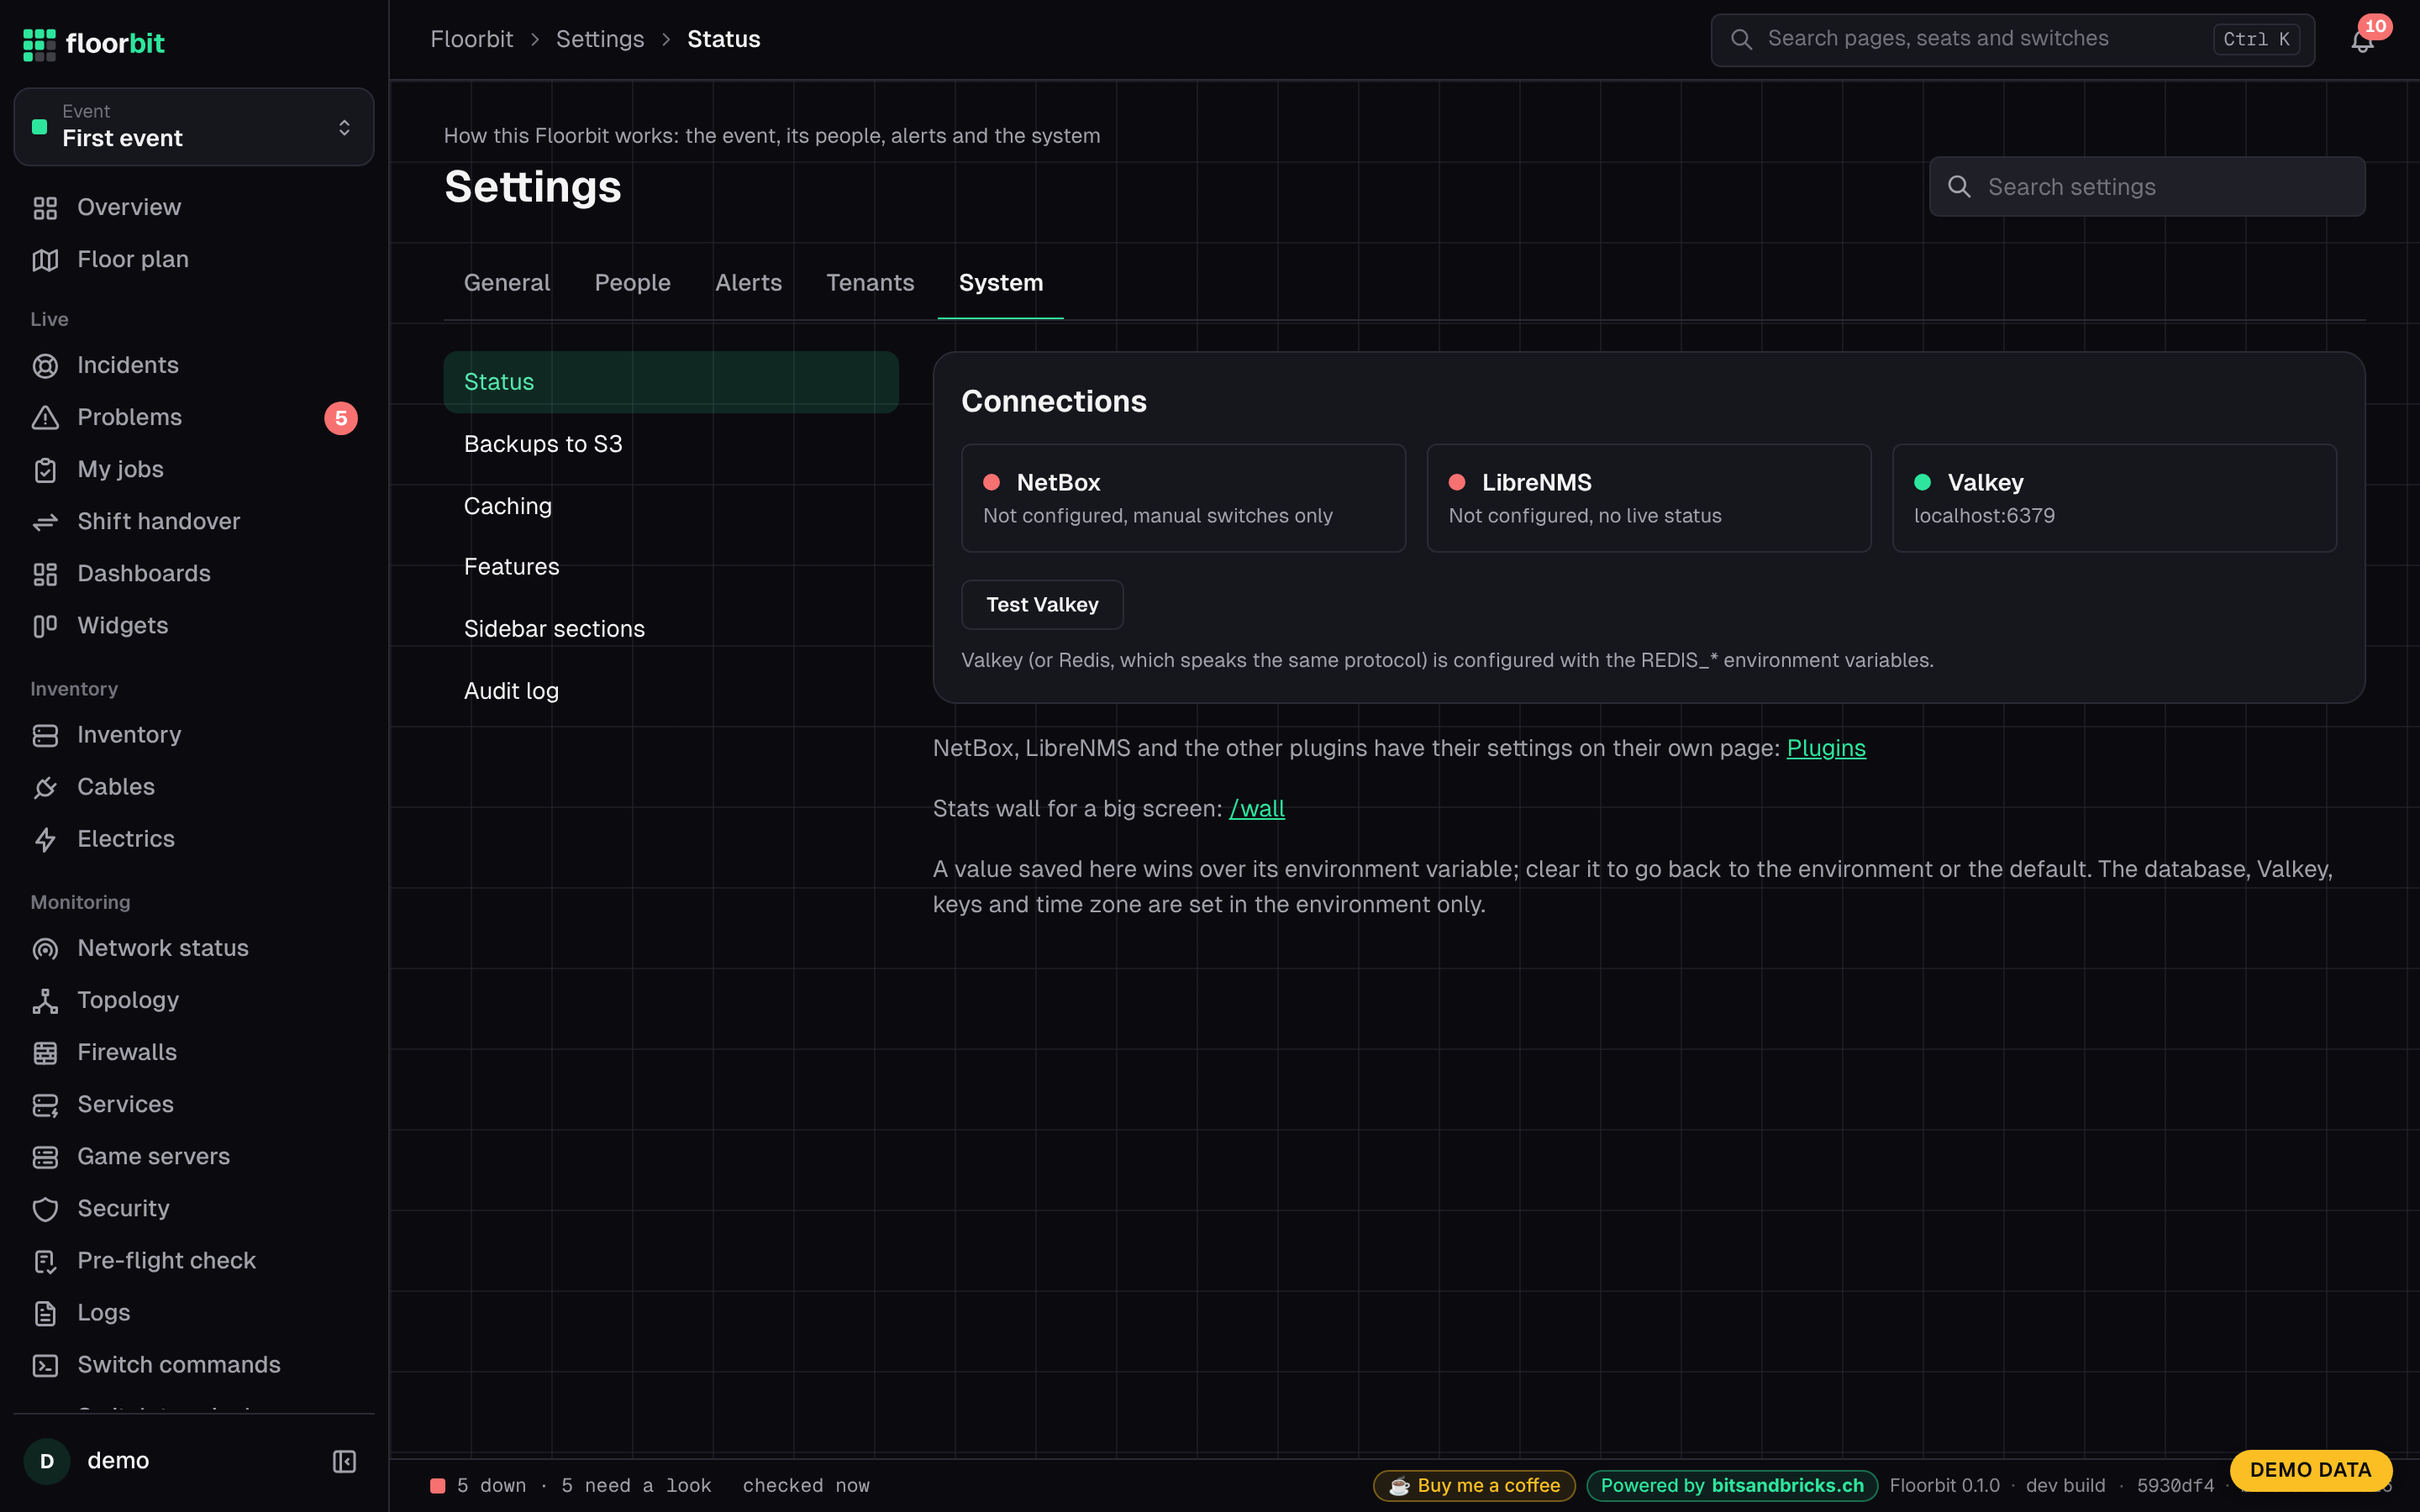 floorbit
Event
First event
Overview
Floor plan
Live
Incidents
Problems
5
My jobs
Shift handover
Dashboards
Widgets
Inventory
Inventory
Cables
Electrics
Monitoring
Network status
Topology
Firewalls
Services
Game servers
Security
Pre-flight check
Logs
Switch commands
D
demo
Floorbit > Settings > Status
Search pages, seats and switches
Ctrl K
10
How this Floorbit works: the event, its people, alerts and the system
Settings
Search settings
General
People
Alerts
Tenants
System
Status
Backups to S3
Caching
Features
Sidebar sections
Audit log
Connections
NetBox
Not configured, manual switches only
LibreNMS
Not configured, no live status
Valkey
localhost:6379
Test Valkey
Valkey (or Redis, which speaks the same protocol) is configured with the REDIS_* environment variables.
NetBox, LibreNMS and the other plugins have their settings on their own page: Plugins
Stats wall for a big screen: /wall
A value saved here wins over its environment variable; clear it to go back to the environment or the default. The database, Valkey,
keys and time zone are set in the environment only.
5 down · 5 need a look checked now
Buy me a coffee
Powered by bitsandbricks.ch
Floorbit 0.1.0 · dev build · 5930df4 ·
DEMO DATA